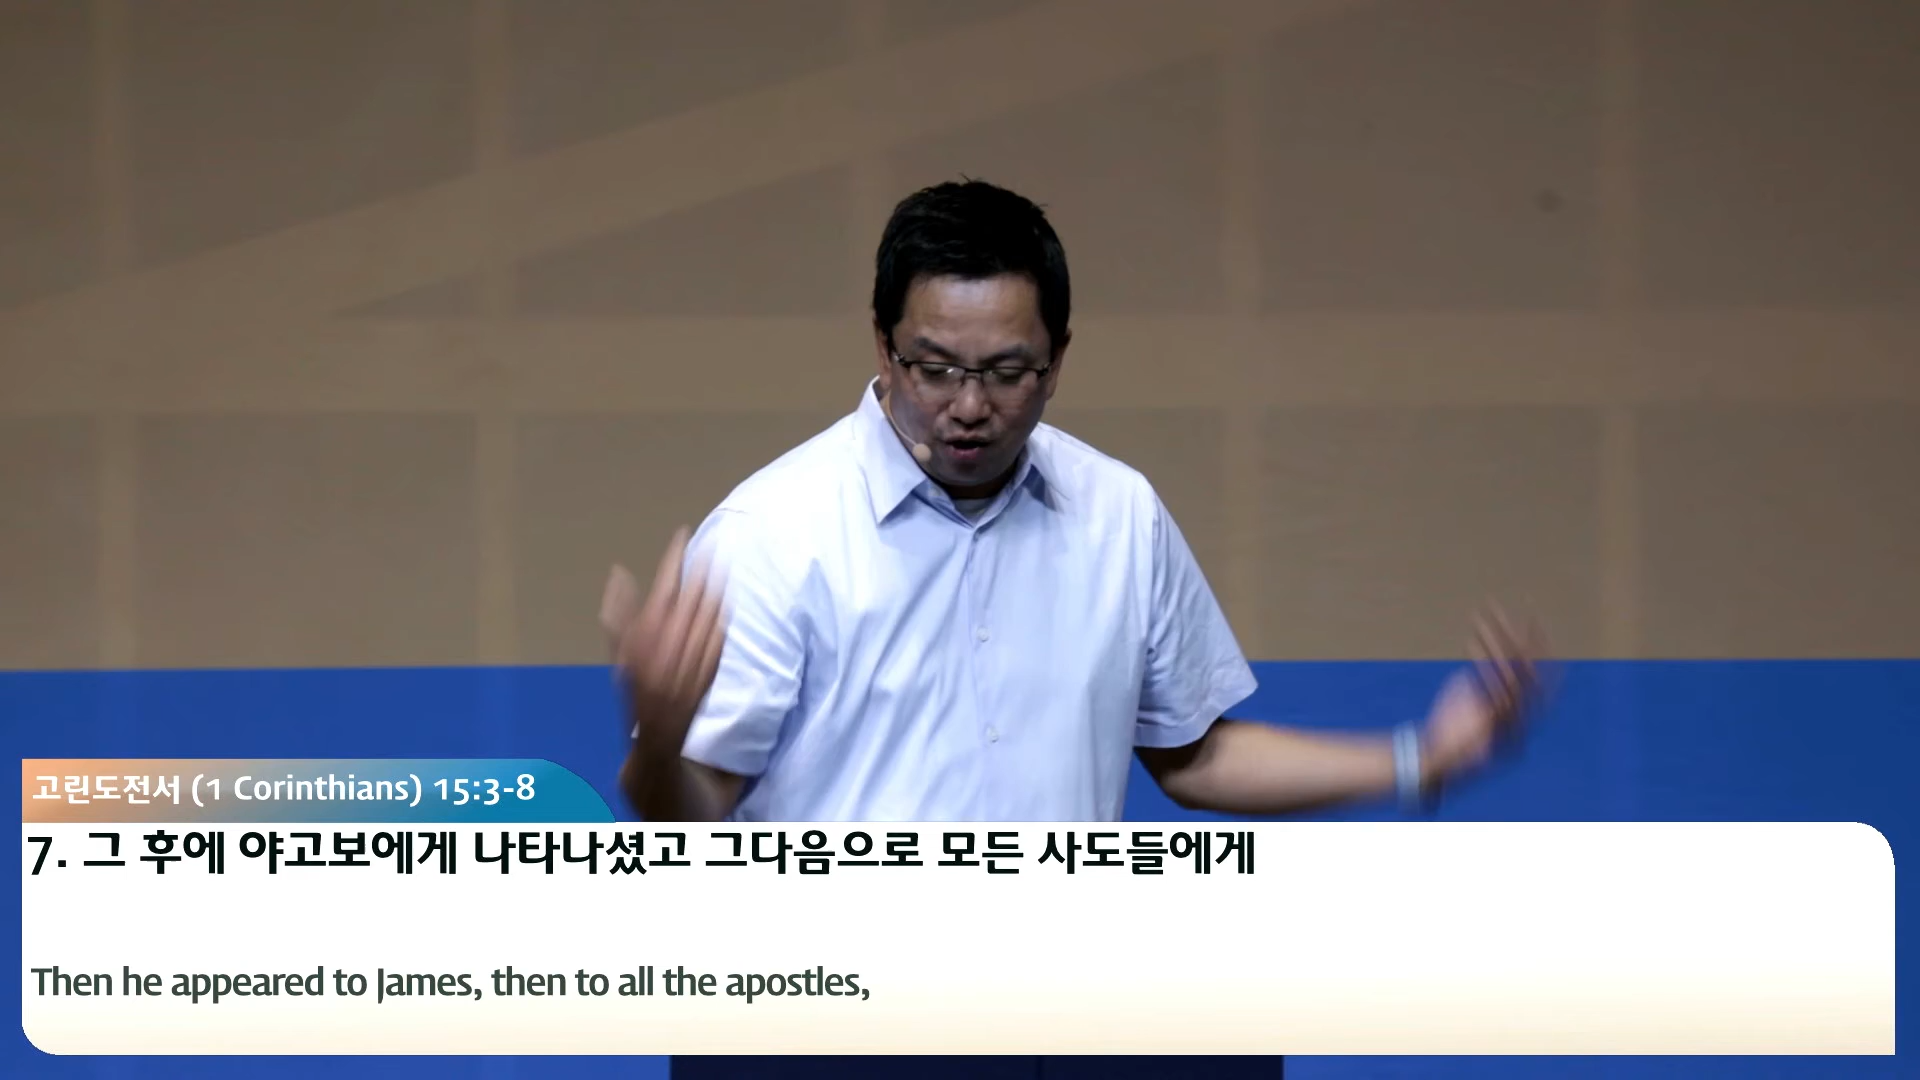 고린도전서 (1 Corinthians) 15:3-8
7. 그 후에 야고보에게 나타나셨고 그다음으로 모든 사도들에게
Then he appeared to James, then to all the apostles,